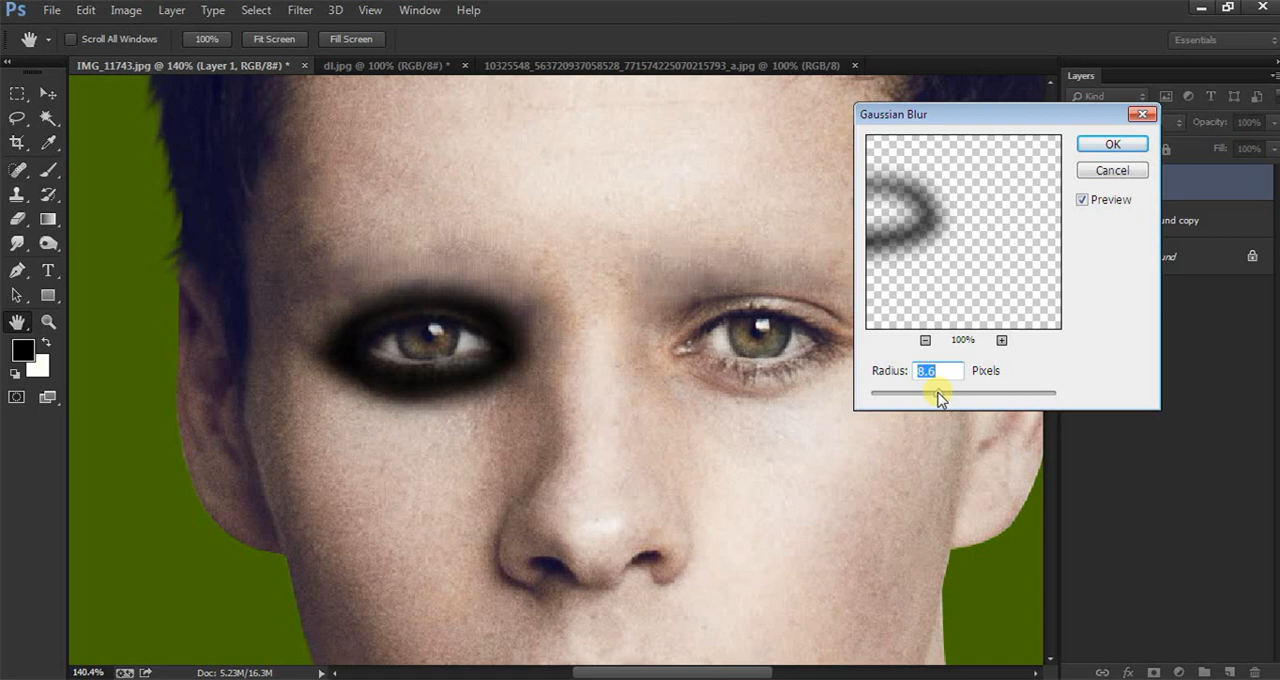 Ps File Edit Image Layer Type Select Filter 3D View Window Help
Scroll All Windows 100% Fit Screen Fill Screen Essentials
IMG_11743.jpg @ 140% (Layer 1, RGB/8#) * × dl.jpg @ 100% (RGB/8#) * × 10325548_563720937058528_771574225070215793_a.jpg @ 100% (RGB/8) ×
Layers
Kind
Opacity: 100%
Fill: 100%
und copy
und
Gaussian Blur
OK
Cancel
Preview
100%
Radius: 8.6 Pixels
140.4% Doc: 5.23M/16.3M